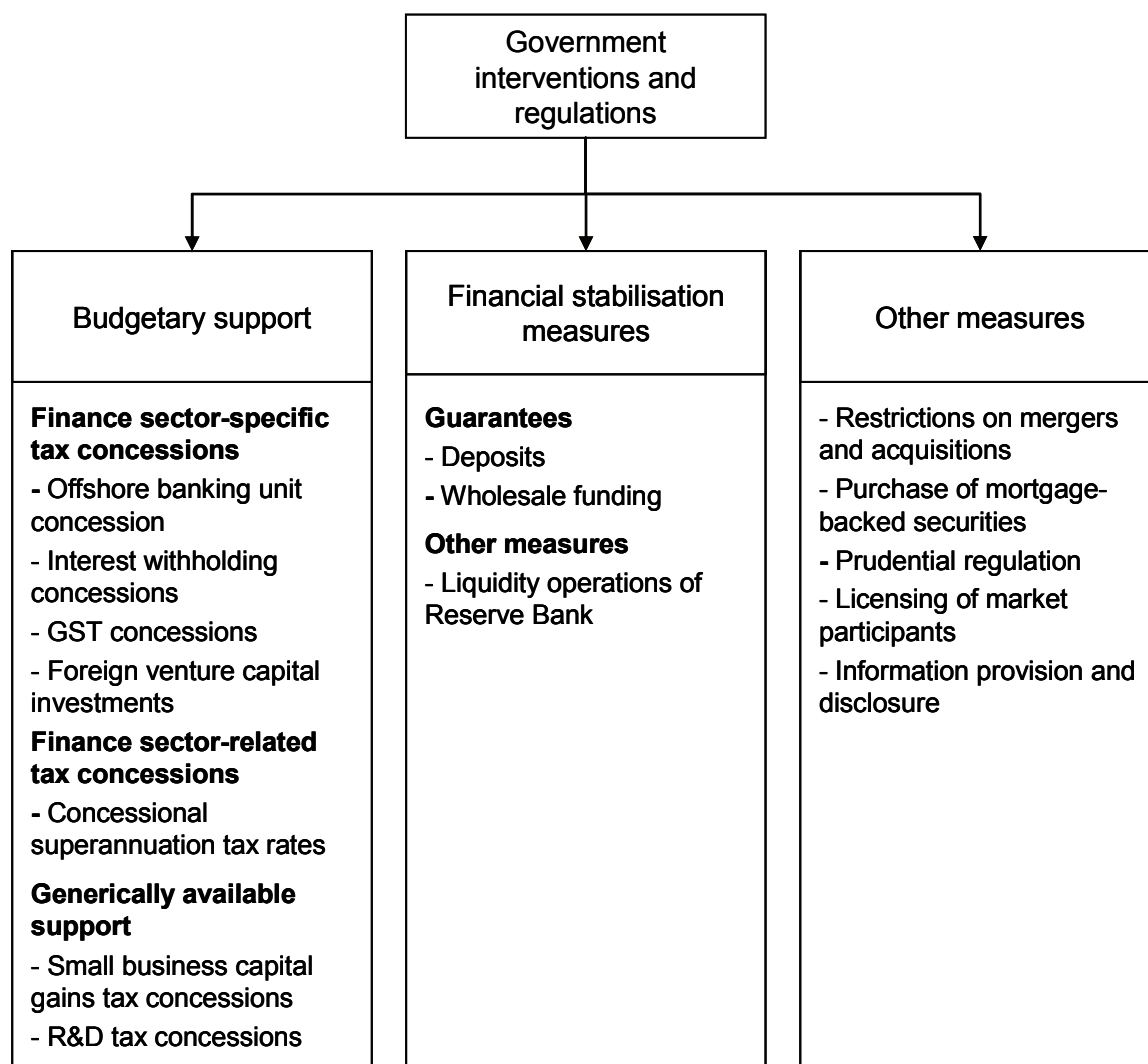 Government
interventions and
regulations
Budgetary support
Finance sector-specific
tax concessions
- Offshore banking unit
concession
- Interest withholding
concessions
- GST concessions
- Foreign venture capital
investments
Finance sector-related
tax concessions
- Concessional
superannuation tax rates
Generically available
support
- Small business capital
gains tax concessions
- R&D tax concessions
Financial stabilisation
measures
Guarantees
- Deposits
- Wholesale funding
Other measures
- Liquidity operations of
Reserve Bank
Other measures
- Restrictions on mergers
and acquisitions
- Purchase of mortgage-
backed securities
- Prudential regulation
- Licensing of market
participants
- Information provision and
disclosure